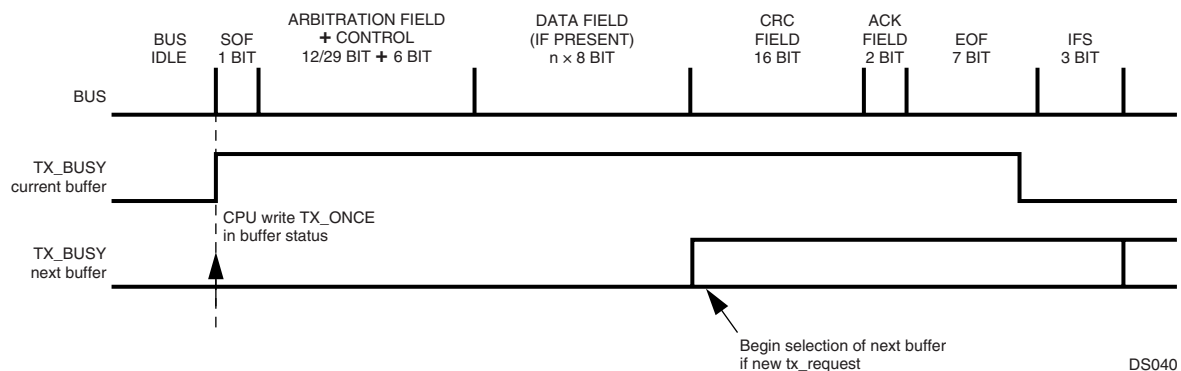 BUS
IDLE
SOF
1 BIT
ARBITRATION FIELD
+ CONTROL
12/29 BIT + 6 BIT
DATA FIELD
(IF PRESENT)
n × 8 BIT
CRC
FIELD
16 BIT
ACK
FIELD
2 BIT
EOF
7 BIT
IFS
3 BIT
BUS
TX_BUSY
current buffer
CPU write TX_ONCE
in buffer status
TX_BUSY
next buffer
Begin selection of next buffer
if new tx_request
DS040